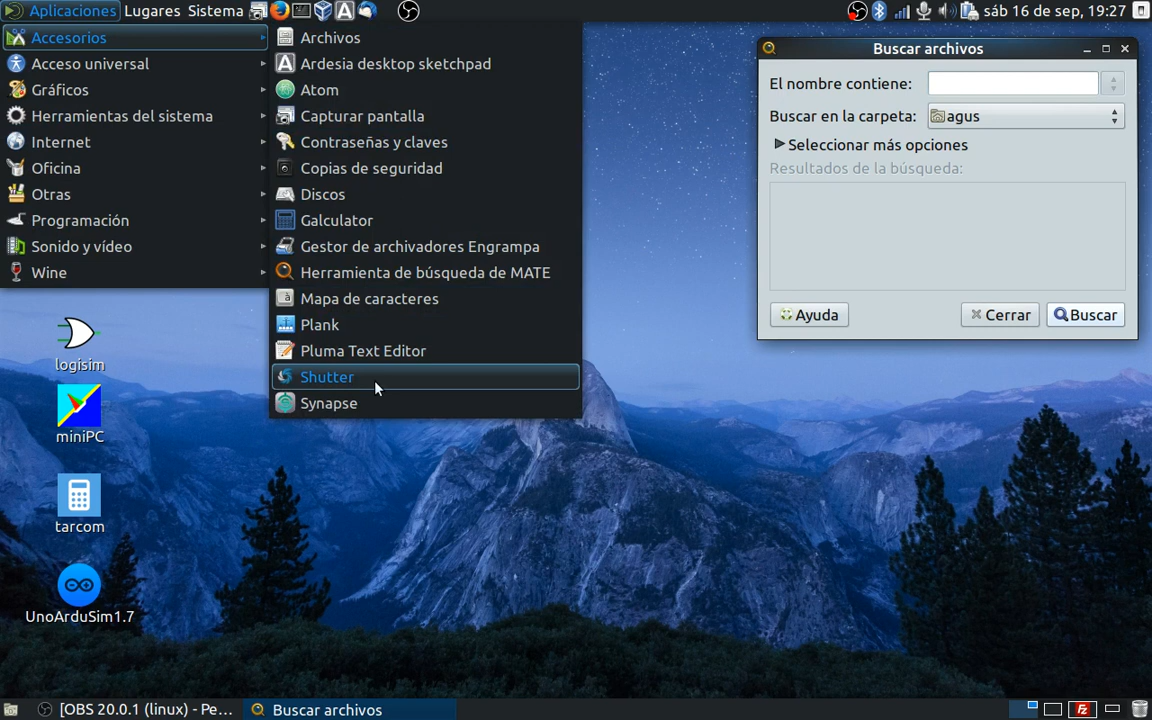 Aplicaciones Lugares Sistema
sáb 16 de sep, 19:27
Accesorios
Acceso universal
Gráficos
Herramientas del sistema
Internet
Oficina
Otras
Programación
Sonido y vídeo
Wine
Archivos
Ardesia desktop sketchpad
Atom
Capturar pantalla
Contraseñas y claves
Copias de seguridad
Discos
Galculator
Gestor de archivadores Engrampa
Herramienta de búsqueda de MATE
Mapa de caracteres
Plank
Pluma Text Editor
Shutter
Synapse
Buscar archivos
El nombre contiene:
Buscar en la carpeta: agus
Seleccionar más opciones
Resultados de la búsqueda:
Ayuda Cerrar Buscar
logisim
miniPC
tarcom
UnoArduSim1.7
[OBS 20.0.1 (linux) - Pe... Buscar archivos